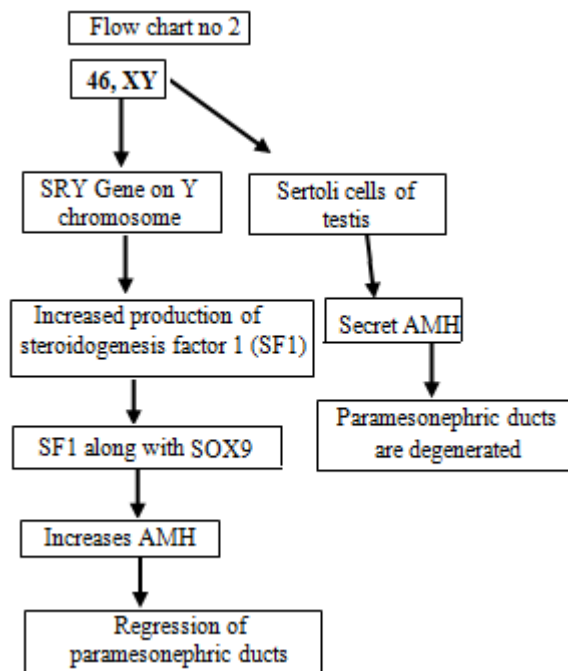 Flow chart no 2
46, XY
SRY Gene on Y
chromosome
Increased production of
steroidogenesis factor 1 (SF1)
SF1 along with SOX9
Increases AMH
Regression of
paramesonephric ducts
Sertoli cells of
testis
Secret AMH
Paramesonephric ducts
are degenerated